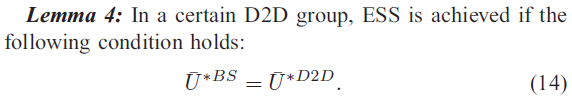 Lemma 4: In a certain D2D group, ESS is achieved if the
following condition holds:
Ū*BS = Ū*D2D. (14)